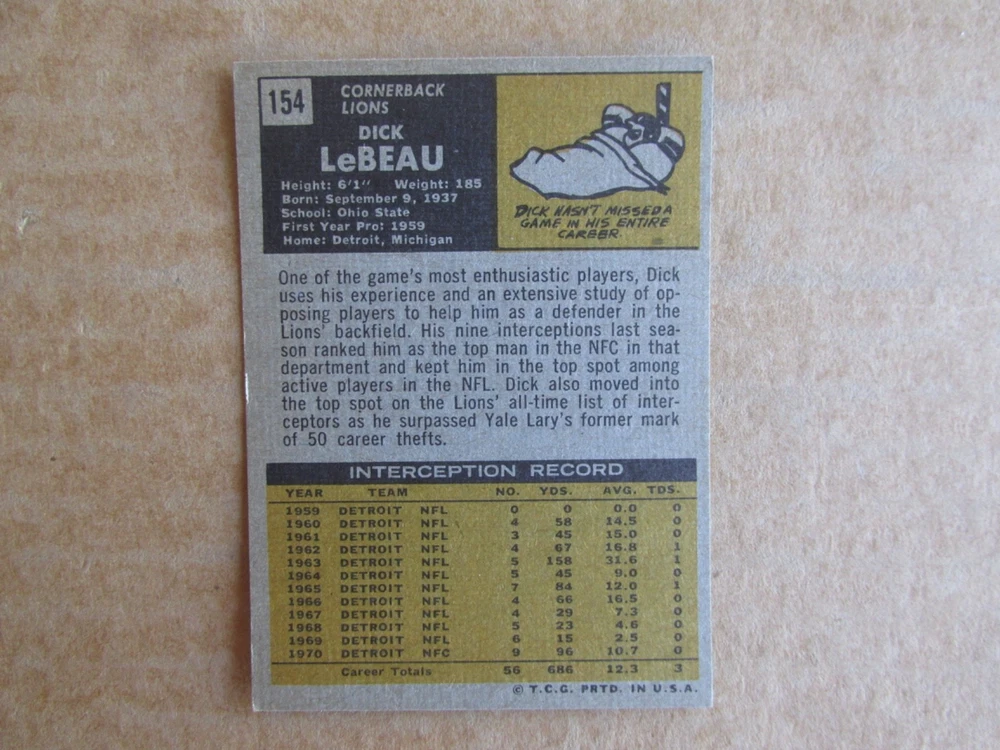 154
CORNERBACK
LIONS
DICK
LeBEAU
Height: 6'1" Weight: 185
Born: September 9, 1937
School: Ohio State
First Year Pro: 1959
Home: Detroit, Michigan
DICK HASN'T MISSED A
GAME IN HIS ENTIRE
CAREER.
One of the game's most enthusiastic players, Dick
uses his experience and an extensive study of op-
posing players to help him as a defender in the
Lions' backfield. His nine interceptions last sea-
son ranked him as the top man in the NFC in that
department and kept him in the top spot among
active players in the NFL. Dick also moved into
the top spot on the Lions' all-time list of inter-
ceptors as he surpassed Yale Lary's former mark
of 50 career thefts.
INTERCEPTION RECORD
YEAR TEAM NO. YDS. AVG. TDS.
1959 DETROIT NFL 0 0 0.0 0
1960 DETROIT NFL 4 58 14.5 0
1961 DETROIT NFL 3 45 15.0 0
1962 DETROIT NFL 4 67 16.8 1
1963 DETROIT NFL 5 158 31.6 1
1964 DETROIT NFL 5 45 9.0 0
1965 DETROIT NFL 7 84 12.0 1
1966 DETROIT NFL 4 66 16.5 0
1967 DETROIT NFL 4 29 7.3 0
1968 DETROIT NFL 5 23 4.6 0
1969 DETROIT NFL 6 15 2.5 0
1970 DETROIT NFC 9 96 10.7 0
Career Totals 56 686 12.3 3
© T.C.G. PRTD. IN U.S.A.